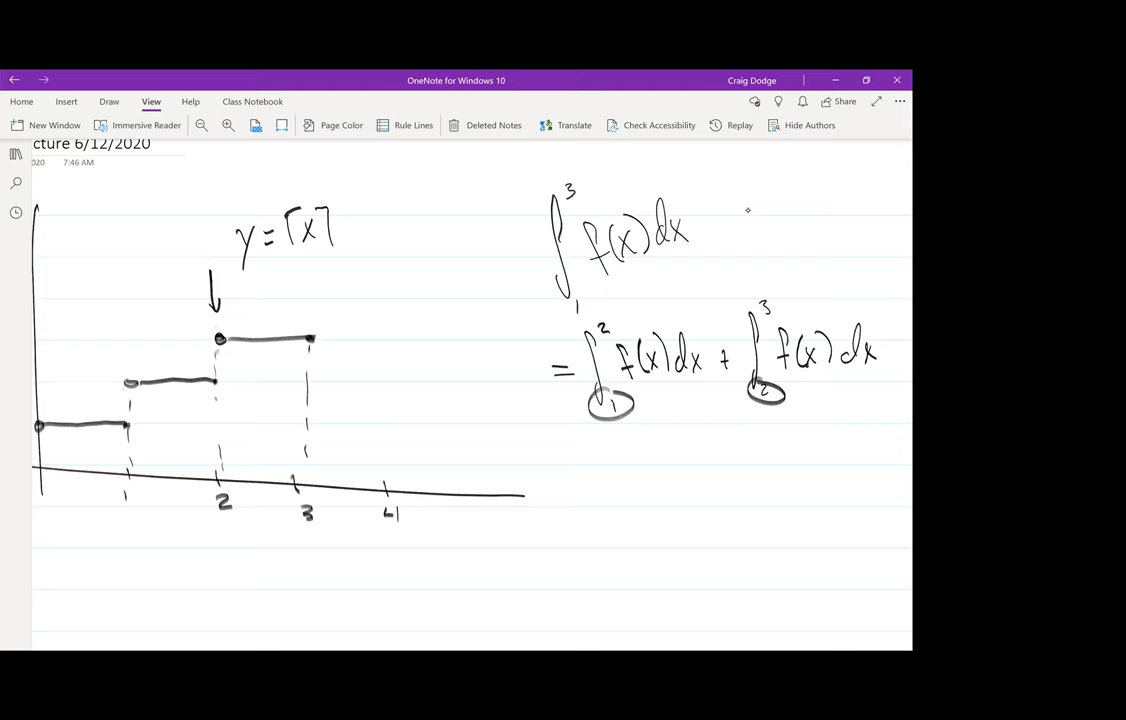 OneNote for Windows 10
Craig Dodge
Home Insert Draw View Help Class Notebook
Share
New Window Immersive Reader Page Color Rule Lines Deleted Notes Translate Check Accessibility Replay Hide Authors
cture 6/12/2020
020 7:46 AM
y = ⌈x⌉
∫₁³ f(x) dx
= ∫₁² f(x) dx + ∫₂³ f(x) dx
1 2 3 4